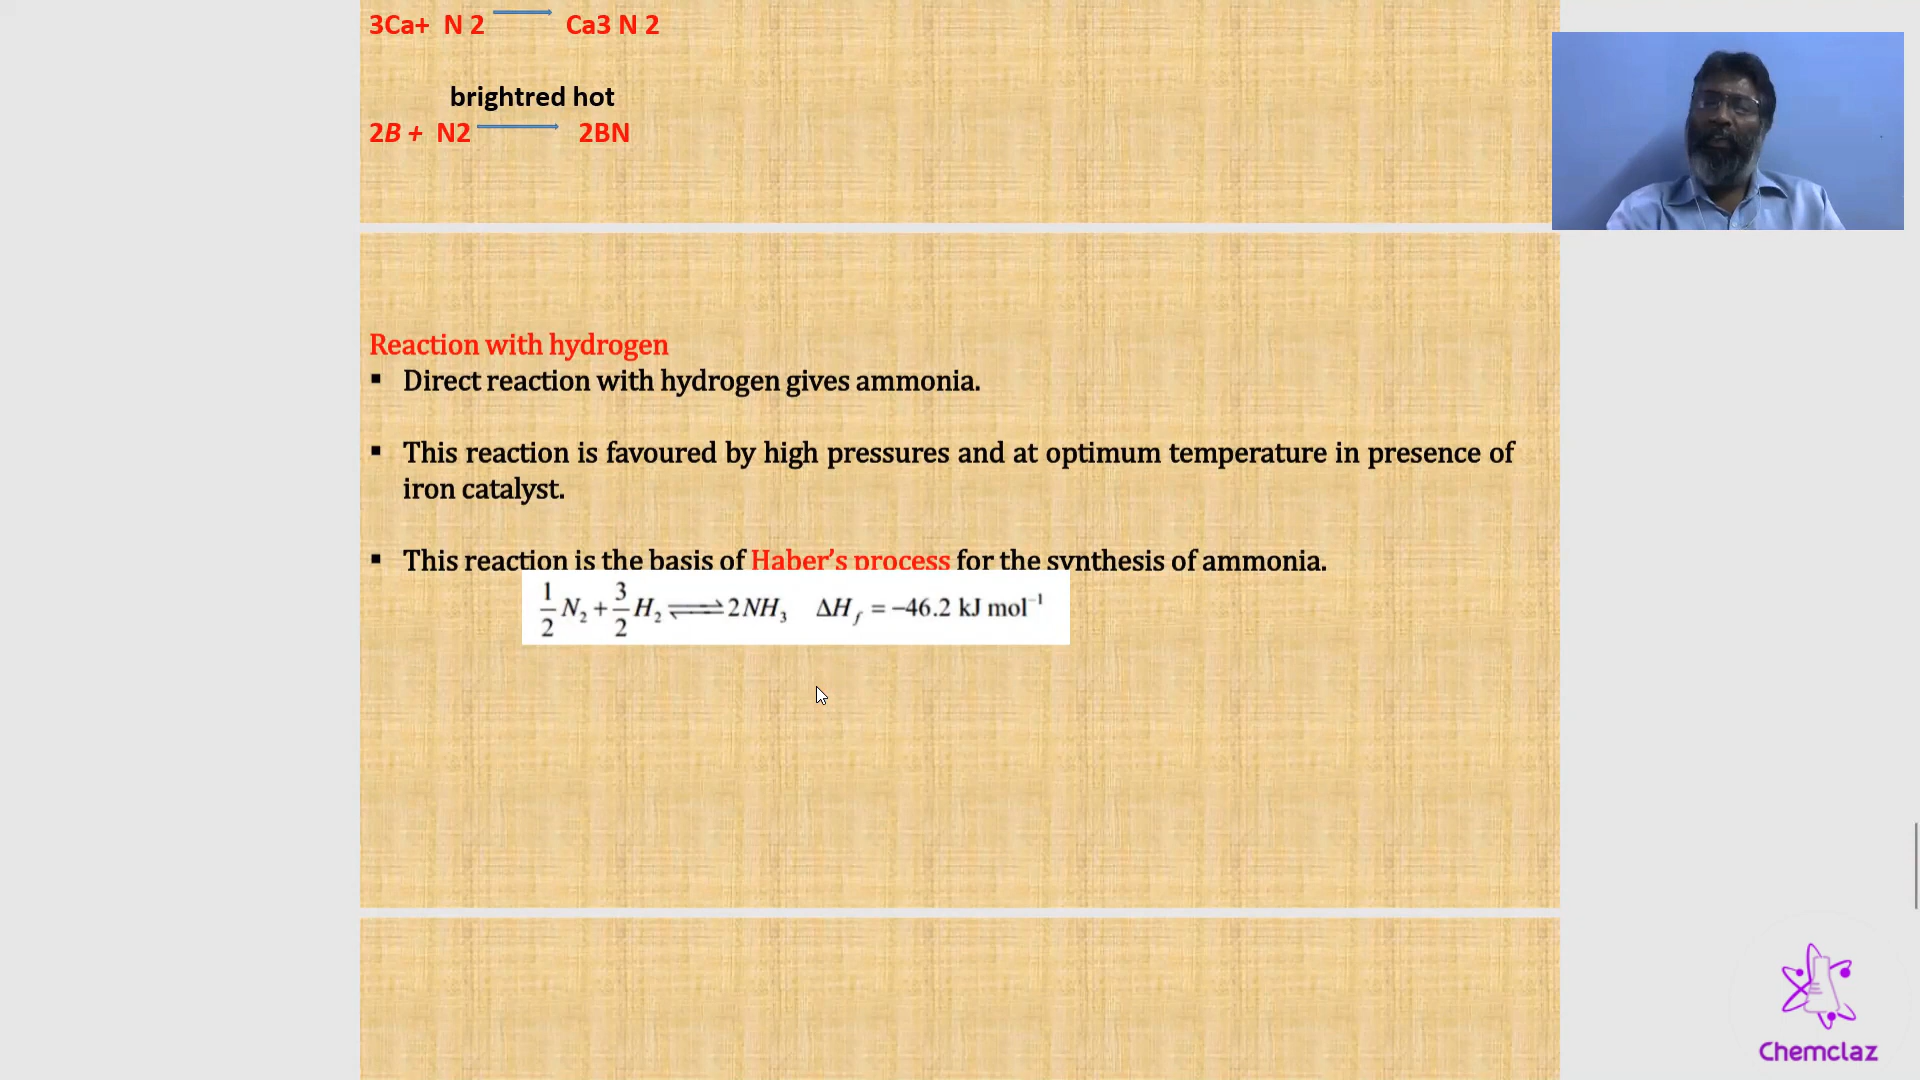 3Ca+ N 2 → Ca3 N 2
brightred hot
2B + N2 → 2BN
Reaction with hydrogen
▪ Direct reaction with hydrogen gives ammonia.
▪ This reaction is favoured by high pressures and at optimum temperature in presence of
iron catalyst.
▪ This reaction is the basis of Haber’s process for the synthesis of ammonia.
1/2 N₂ + 3/2 H₂ ⇌ 2NH₃ ΔH_f = –46.2 kJ mol⁻¹
Chemclaz